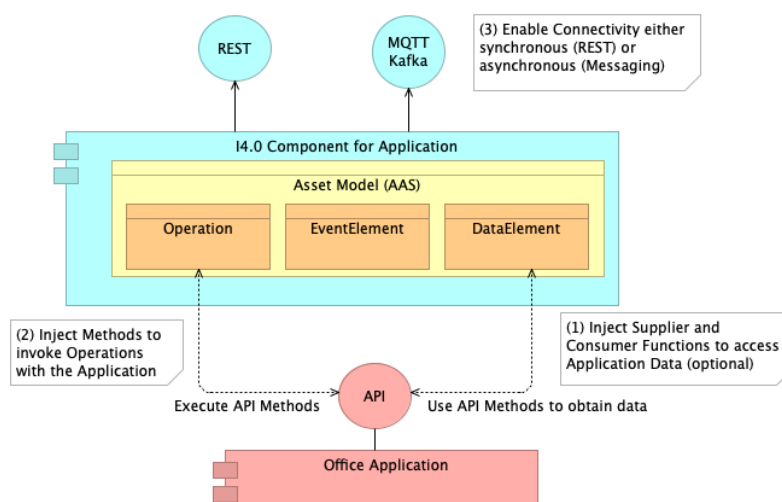 REST
MQTT
Kafka
(3) Enable Connectivity either
synchronous (REST) or
asynchronous (Messaging)
I4.0 Component for Application
Asset Model (AAS)
Operation
EventElement
DataElement
(2) Inject Methods to
invoke Operations
with the Application
(1) Inject Supplier and
Consumer Functions to access
Application Data (optional)
API
Execute API Methods
Use API Methods to obtain data
Office Application